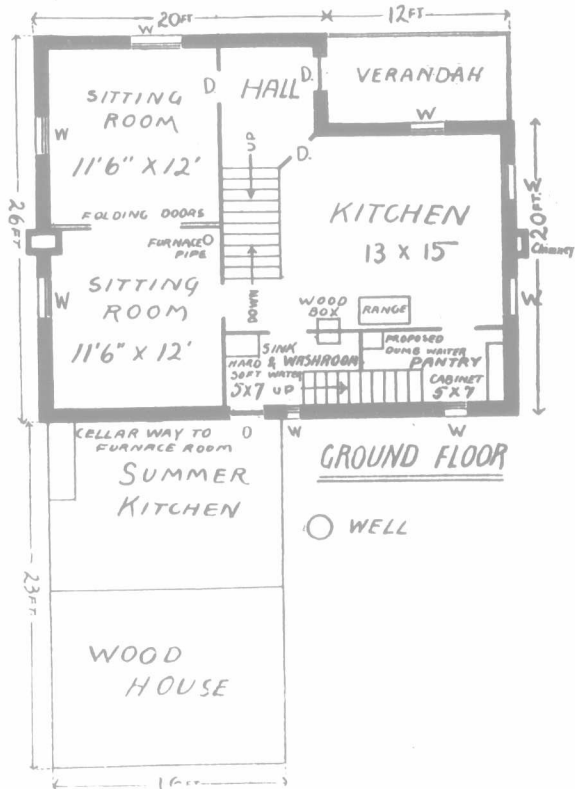 20FT
12FT
W
D.
HALL
D.
VERANDAH
SITTING
ROOM
11'6" X 12'
W
UP
D.
W
FOLDING DOORS
FURNACE
PIPE
KITCHEN
13 X 15
W
20FT.
Chimney
26FT
SITTING
ROOM
11'6" X 12'
W
DOWN
WOOD
BOX
RANGE
W
SINK
HARD &
SOFT WATER
WASHROOM
5X7
UP
PROPOSED
DUMB WAITER
PANTRY
CABINET
5X7
CELLAR WAY TO
FURNACE ROOM
D
W
W
GROUND FLOOR
SUMMER
KITCHEN
WELL
23FT
WOOD
HOUSE
16FT